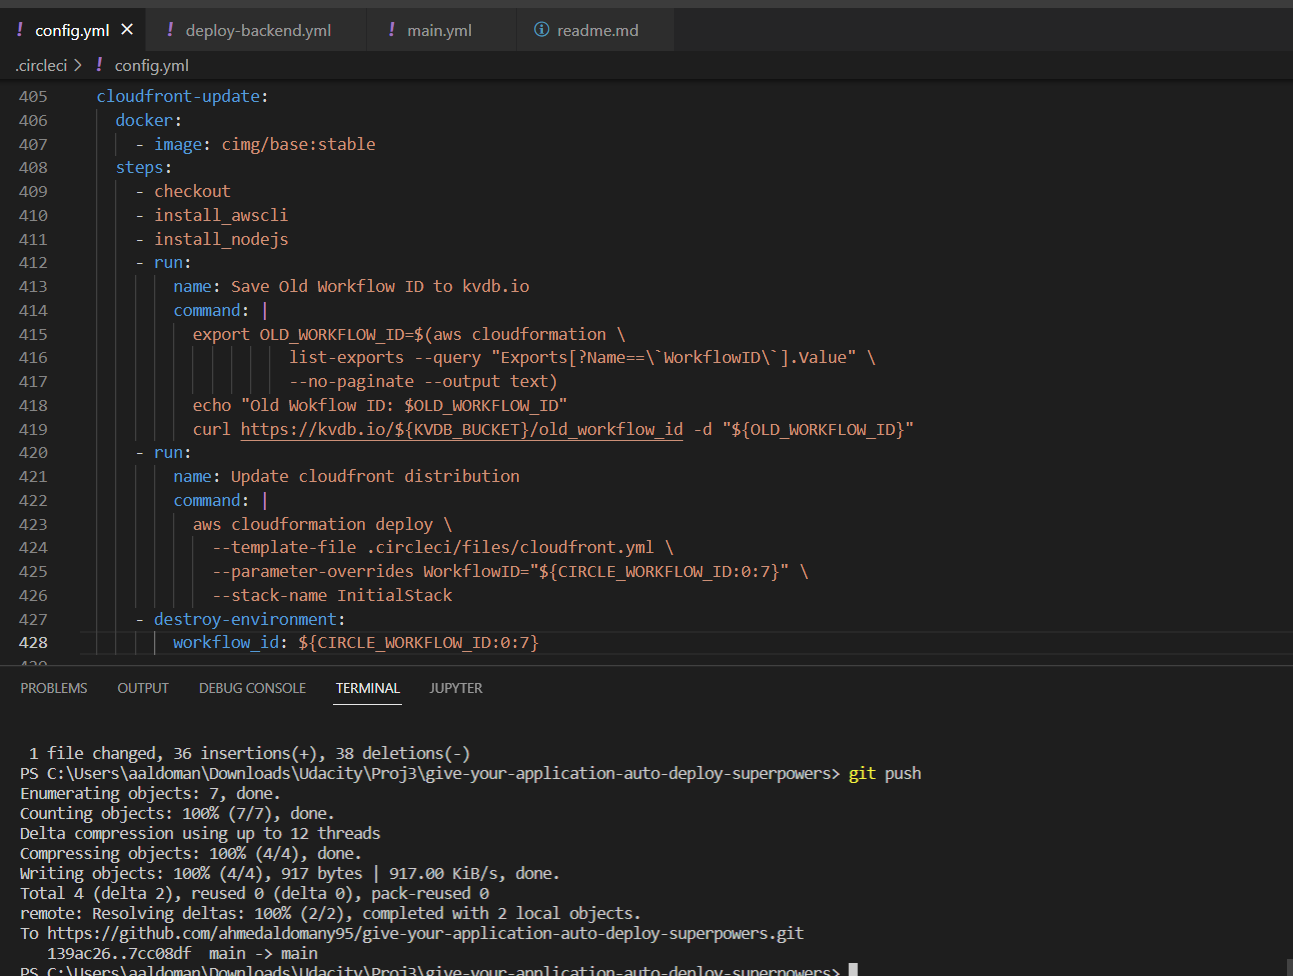 ! config.yml ×
! deploy-backend.yml
! main.yml
readme.md
.circleci > ! config.yml
405 cloudfront-update:
406 docker:
407 - image: cimg/base:stable
408 steps:
409 - checkout
410 - install_awscli
411 - install_nodejs
412 - run:
413 name: Save Old Workflow ID to kvdb.io
414 command: |
415 export OLD_WORKFLOW_ID=$(aws cloudformation \
416 list-exports --query "Exports[?Name==\`WorkflowID\`].Value" \
417 --no-paginate --output text)
418 echo "Old Wokflow ID: $OLD_WORKFLOW_ID"
419 curl https://kvdb.io/${KVDB_BUCKET}/old_workflow_id -d "${OLD_WORKFLOW_ID}"
420 - run:
421 name: Update cloudfront distribution
422 command: |
423 aws cloudformation deploy \
424 --template-file .circleci/files/cloudfront.yml \
425 --parameter-overrides WorkflowID="${CIRCLE_WORKFLOW_ID:0:7}" \
426 --stack-name InitialStack
427 - destroy-environment:
428 workflow_id: ${CIRCLE_WORKFLOW_ID:0:7}
429
PROBLEMS OUTPUT DEBUG CONSOLE TERMINAL JUPYTER
1 file changed, 36 insertions(+), 38 deletions(-)
PS C:\Users\aaldoman\Downloads\Udacity\Proj3\give-your-application-auto-deploy-superpowers> git push
Enumerating objects: 7, done.
Counting objects: 100% (7/7), done.
Delta compression using up to 12 threads
Compressing objects: 100% (4/4), done.
Writing objects: 100% (4/4), 917 bytes | 917.00 KiB/s, done.
Total 4 (delta 2), reused 0 (delta 0), pack-reused 0
remote: Resolving deltas: 100% (2/2), completed with 2 local objects.
To https://github.com/ahmedaldomany95/give-your-application-auto-deploy-superpowers.git
139ac26..7cc08df main -> main
PS C:\Users\aaldoman\Downloads\Udacity\Proj3\give-your-application-auto-deploy-superpowers>